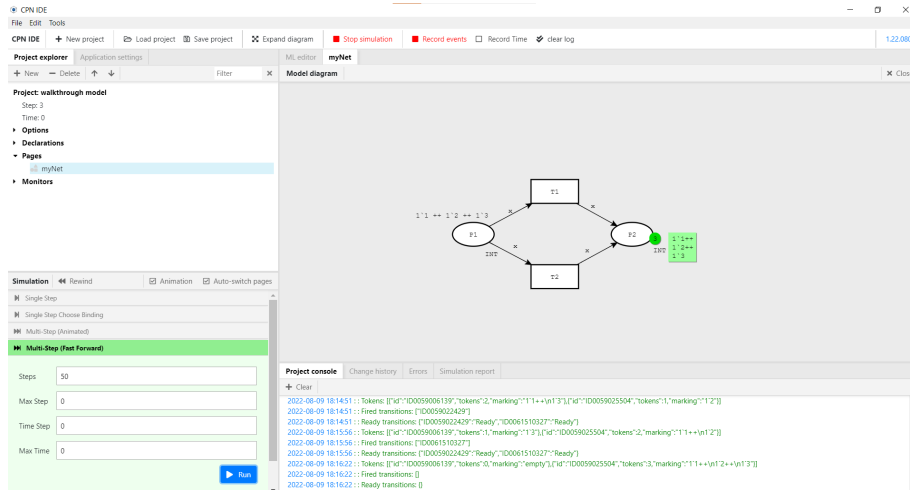 CPN IDE
File Edit Tools
CPN IDE + New project Load project Save project Expand diagram Stop simulation Record events Record Time clear log 1.22.080
Project explorer Application settings ML editor myNet
+ New − Delete Filter × Model diagram × Clos
Project: walkthrough model
Step: 3
Time: 0
Options
Declarations
Pages
myNet
Monitors
T1
1`1 ++ 1`2 ++ 1`3 x x
P1 P2 3 1`1++
INT x x INT 1`2++
1`3
T2
Simulation Rewind Animation Auto-switch pages
Single Step
Single Step Choose Binding
Multi-Step (Animated)
Multi-Step (Fast Forward)
Steps 50
Max Step 0
Time Step 0
Max Time 0
Run
Project console Change history Errors Simulation report
+ Clear
2022-08-09 18:14:51 : : Tokens: [{"id":"ID0059006139","tokens":2,"marking":"1`1++\n1`3"},{"id":"ID0059025504","tokens":1,"marking":"1`2"}]
2022-08-09 18:14:51 : : Fired transitions: ["ID0059022429"]
2022-08-09 18:14:51 : : Ready transitions: {"ID0059022429":"Ready","ID0061510327":"Ready"}
2022-08-09 18:15:56 : : Tokens: [{"id":"ID0059006139","tokens":1,"marking":"1`3"},{"id":"ID0059025504","tokens":2,"marking":"1`1++\n1`2"}]
2022-08-09 18:15:56 : : Fired transitions: ["ID0061510327"]
2022-08-09 18:15:56 : : Ready transitions: {"ID0059022429":"Ready","ID0061510327":"Ready"}
2022-08-09 18:16:22 : : Tokens: [{"id":"ID0059006139","tokens":0,"marking":"empty"},{"id":"ID0059025504","tokens":3,"marking":"1`1++\n1`2++\n1`3"}]
2022-08-09 18:16:22 : : Fired transitions: []
2022-08-09 18:16:22 : : Ready transitions: {}